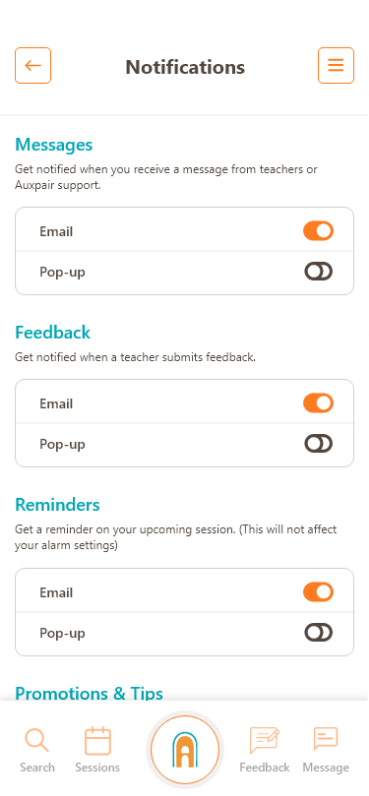 Notifications
Messages
Get notified when you receive a message from teachers or
Auxpair support.
Email
Pop-up
Feedback
Get notified when a teacher submits feedback.
Email
Pop-up
Reminders
Get a reminder on your upcoming session. (This will not affect
your alarm settings)
Email
Pop-up
Promotions & Tips
Search
Sessions
Feedback
Message